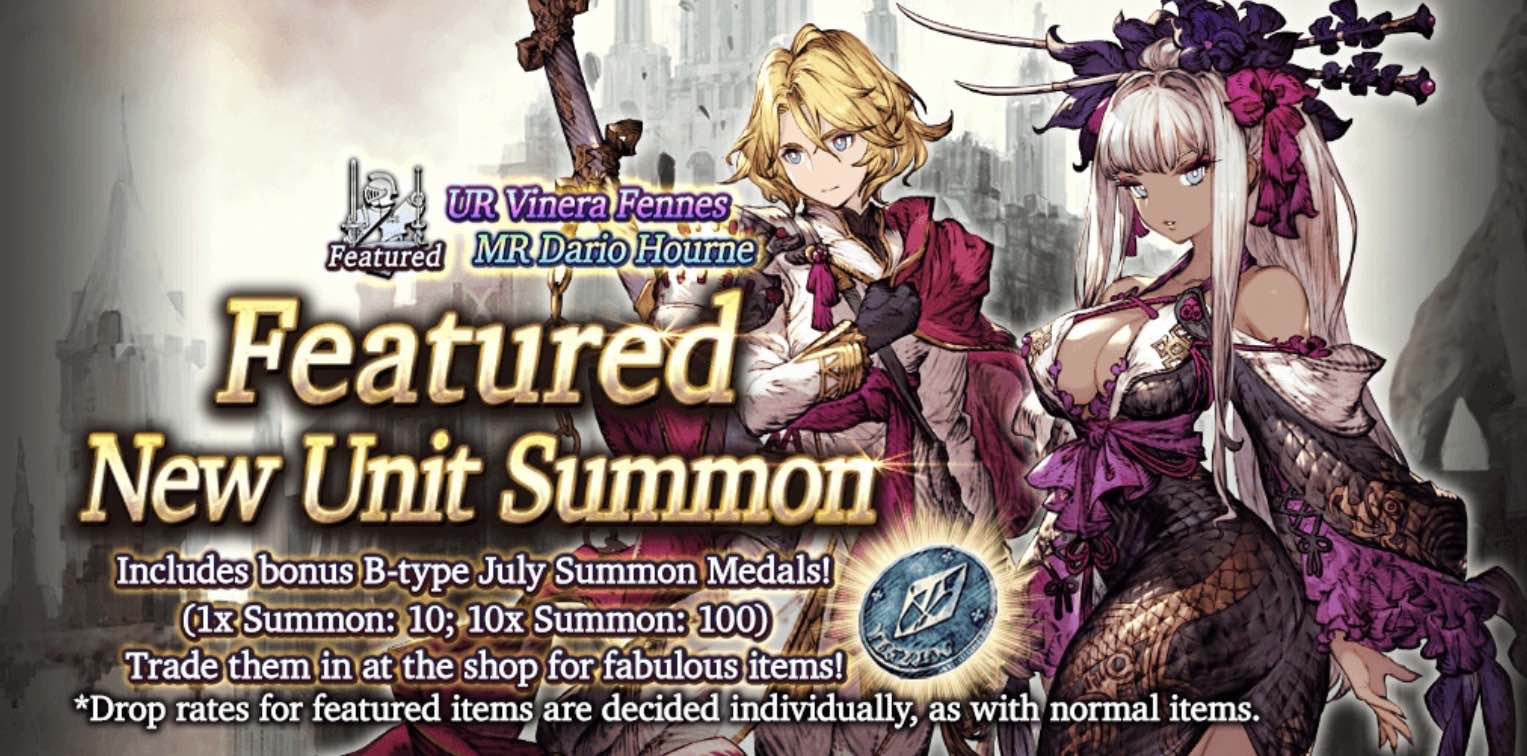 Featured
UR Vinera Fennes
MR Dario Hourne
Featured
New Unit Summon
Includes bonus B-type July Summon Medals!
(1x Summon: 10; 10x Summon: 100)
Trade them in at the shop for fabulous items!
*Drop rates for featured items are decided individually, as with normal items.